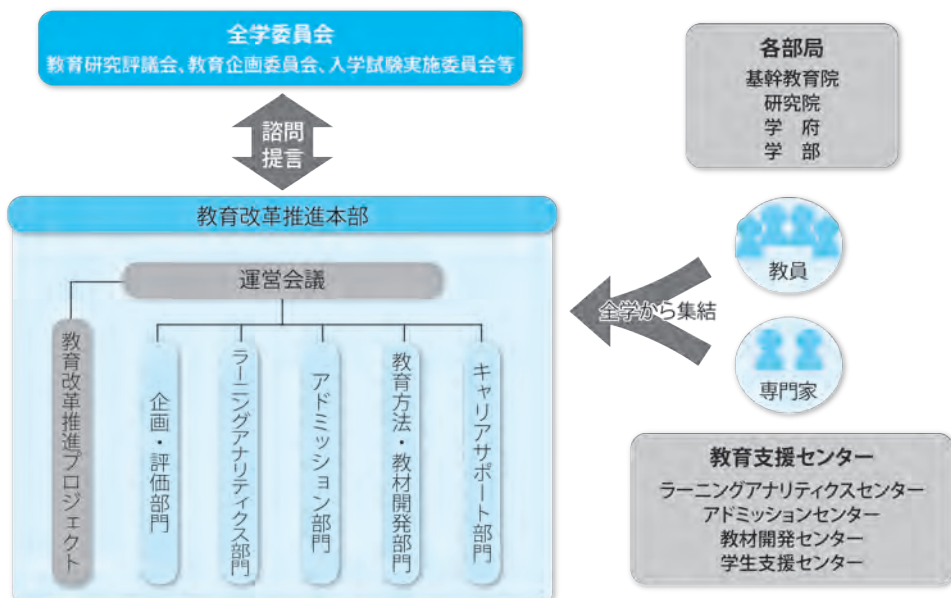 全学委員会
教育研究評議会、教育企画委員会、入学試験実施委員会等
諮問
提言
教育改革推進本部
運営会議
教育改革推進プロジェクト
企画・評価部門
ラーニングアナリティクス部門
アドミッション部門
教育方法・教材開発部門
キャリアサポート部門
各部局
基幹教育院
研究院
学　府
学　部
教員
全学から集結
専門家
教育支援センター
ラーニングアナリティクスセンター
アドミッションセンター
教材開発センター
学生支援センター